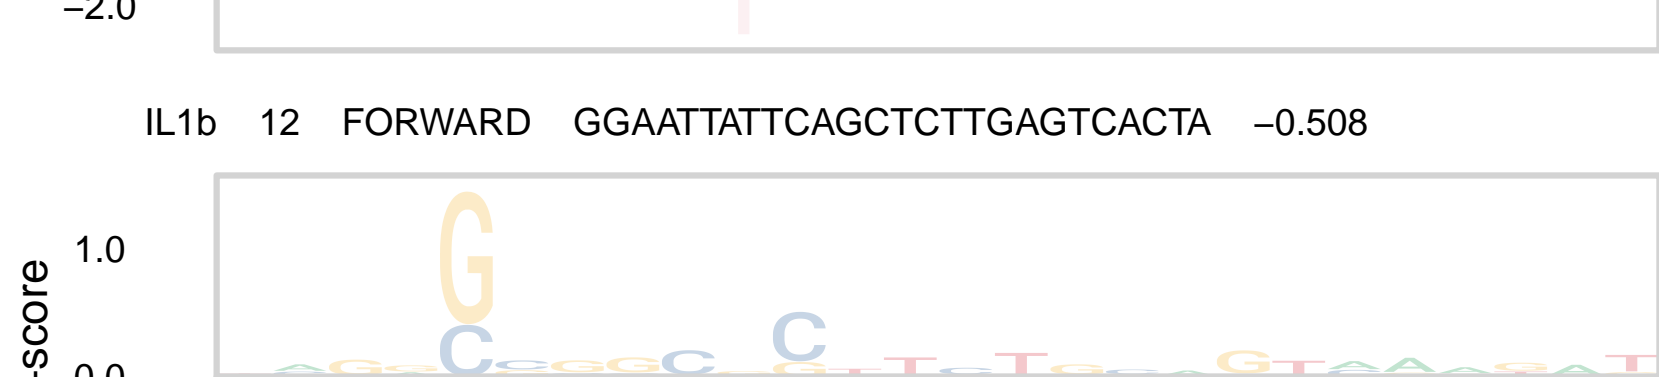 –2.0
IL1b 12 FORWARD GGAATTATTCAGCTCTTGAGTCACTA –0.508
1.0
-score
0.0